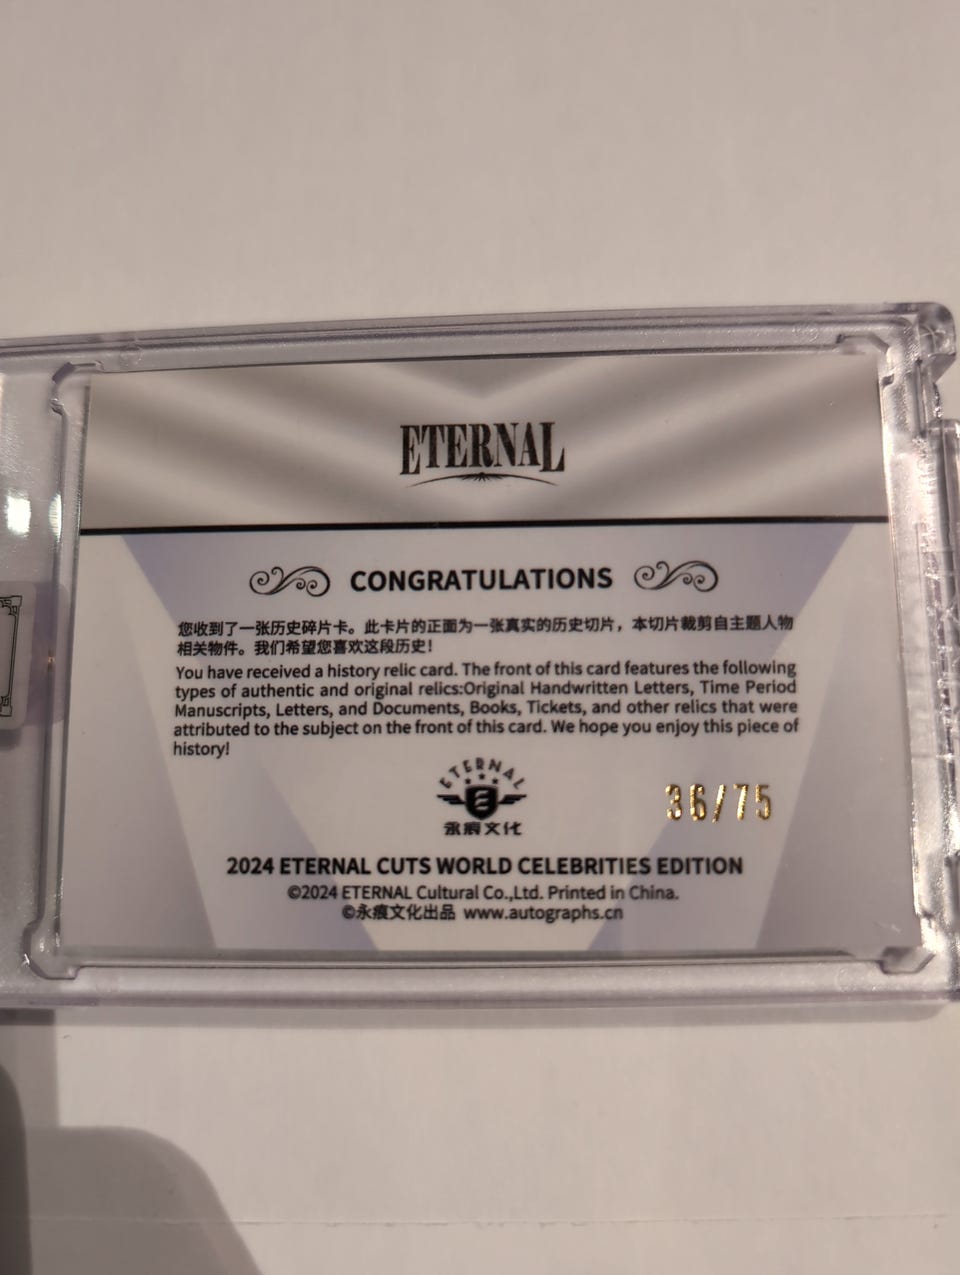 ETERNAL
CONGRATULATIONS
您收到了一张历史碎片卡。此卡片的正面为一张真实的历史切片，本切片裁剪自主题人物
相关物件。我们希望您喜欢这段历史！
You have received a history relic card. The front of this card features the following
types of authentic and original relics:Original Handwritten Letters, Time Period
Manuscripts, Letters, and Documents, Books, Tickets, and other relics that were
attributed to the subject on the front of this card. We hope you enjoy this piece of
history!
ETERNAL
永痕文化
36/75
2024 ETERNAL CUTS WORLD CELEBRITIES EDITION
©2024 ETERNAL Cultural Co.,Ltd. Printed in China.
©永痕文化出品 www.autographs.cn